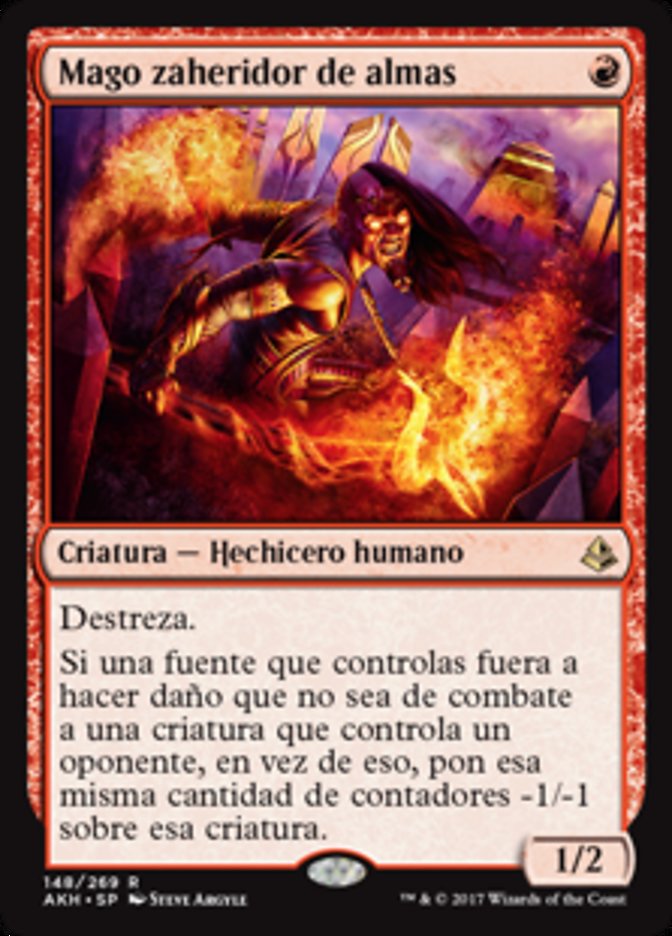 Mago zaheridor de almas
Criatura — Hechicero humano
Destreza.
Si una fuente que controlas fuera a
hacer daño que no sea de combate
a una criatura que controla un
oponente, en vez de eso, pon esa
misma cantidad de contadores -1/-1
sobre esa criatura.
1/2
148/269 R
AKH • SP Steve Argyle
™ & © 2017 Wizards of the Coast